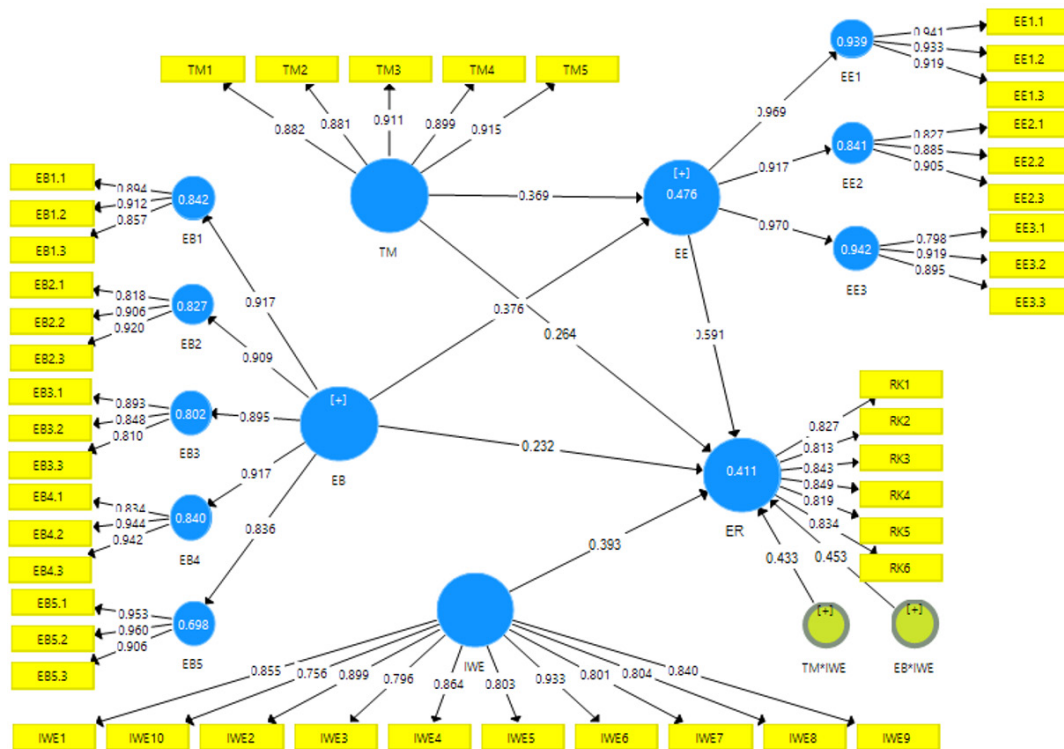 TM1 TM2 TM3 TM4 TM5
0.882 0.881 0.911 0.899 0.915
TM
EB1.1
EB1.2
EB1.3
0.894
0.912
0.857
0.842
EB1
EB2.1
EB2.2
EB2.3
0.818
0.906
0.920
0.827
EB2
EB3.1
EB3.2
EB3.3
0.893
0.848
0.810
0.802
EB3
EB4.1
EB4.2
EB4.3
0.834
0.944
0.942
0.840
EB4
EB5.1
EB5.2
EB5.3
0.953
0.960
0.906
0.698
EB5
0.917
0.909
0.895
0.917
0.836
[+]
EB
0.369
0.376
0.264
0.232
0.393
0.591
[+]
0.476
EE
0.969
0.917
0.970
0.939
EE1
0.941
0.933
0.919
EE1.1
EE1.2
EE1.3
0.841
EE2
0.827
0.885
0.905
EE2.1
EE2.2
EE2.3
0.942
EE3
0.798
0.919
0.895
EE3.1
EE3.2
EE3.3
0.411
ER
0.827
0.813
0.843
0.849
0.819
0.834
RK1
RK2
RK3
RK4
RK5
RK6
0.433
0.453
[+]
TM*IWE
[+]
EB*IWE
IWE
0.855 0.756 0.899 0.796 0.864 0.803 0.933 0.801 0.804 0.840
IWE1 IWE10 IWE2 IWE3 IWE4 IWE5 IWE6 IWE7 IWE8 IWE9